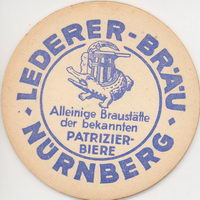 LEDERER-BRÄU
Alleinige Braustätte
der bekannten
PATRIZIER-
BIERE
NÜRNBERG